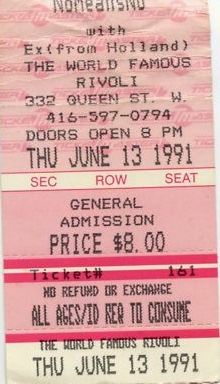 NoMeansNo
with
Ex(from Holland)
THE WORLD FAMOUS
RIVOLI
332 QUEEN ST. W.
416-597-0794
DOORS OPEN 8 PM
THU JUNE 13 1991
SEC ROW SEAT
GENERAL
ADMISSION
PRICE $8.00
Ticket# 161
NO REFUND OR EXCHANGE
ALL AGES/ID REQ TO CONSUME
THE WORLD FAMOUS RIVOLI
THU JUNE 13 1991